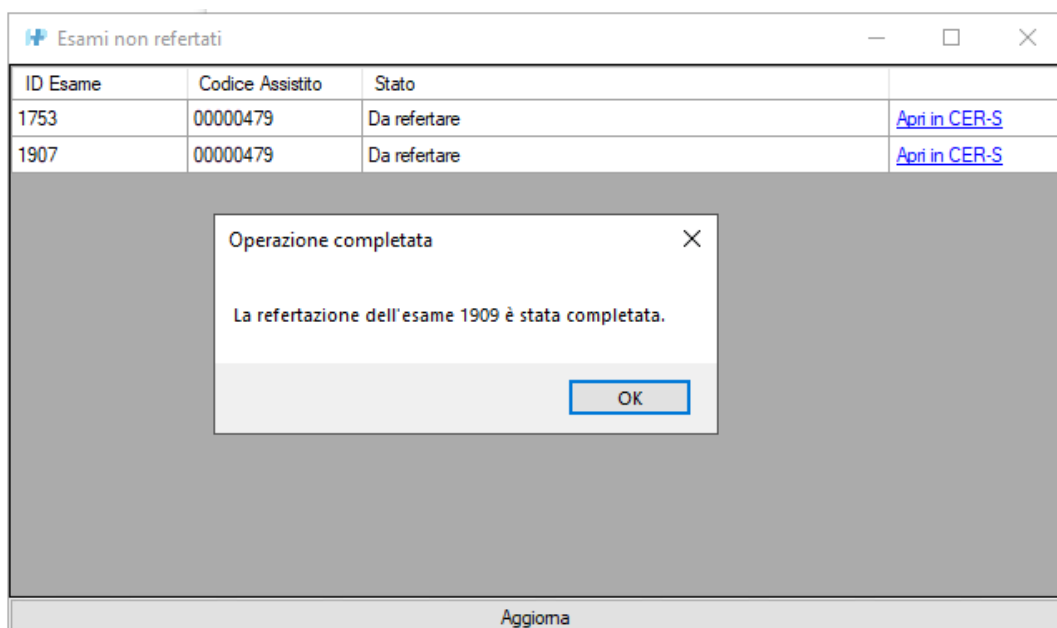 Esami non refertati
ID Esame Codice Assistito Stato
1753 00000479 Da refertare Apri in CER-S
1907 00000479 Da refertare Apri in CER-S
Operazione completata
La refertazione dell'esame 1909 è stata completata.
OK
Aggiorna